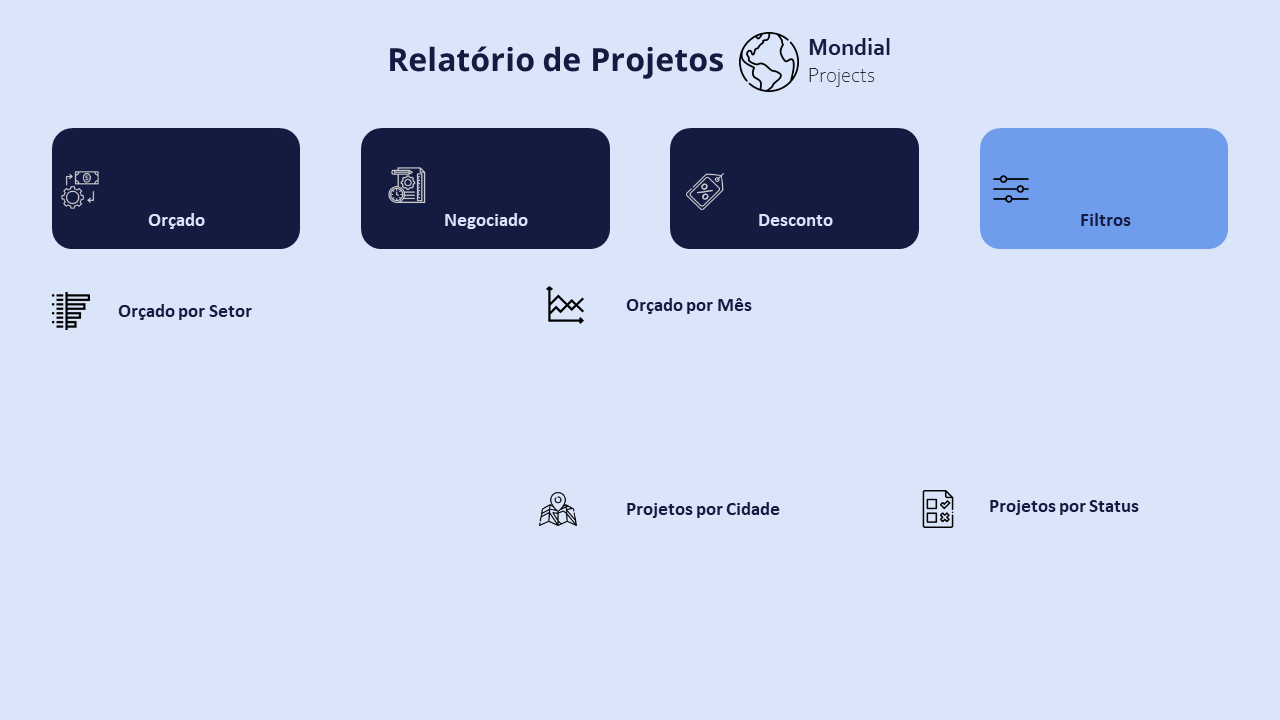 Relatório de Projetos
Mondial
Projects
Orçado
Negociado
Desconto
Filtros
Orçado por Setor
Orçado por Mês
Projetos por Cidade
Projetos por Status